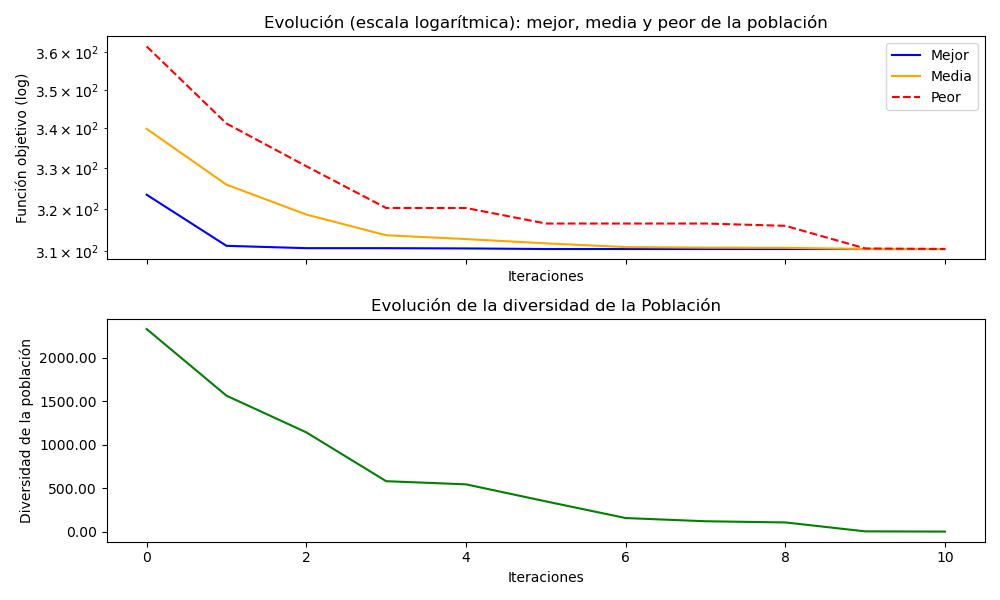 Evolución (escala logarítmica): mejor, media y peor de la población
Función objetivo (log)
3.6 × 10²
3.5 × 10²
3.4 × 10²
3.3 × 10²
3.2 × 10²
3.1 × 10²
Mejor
Media
Peor
Iteraciones
Evolución de la diversidad de la Población
Diversidad de la población
2000.00
1500.00
1000.00
500.00
0.00
0 2 4 6 8 10
Iteraciones